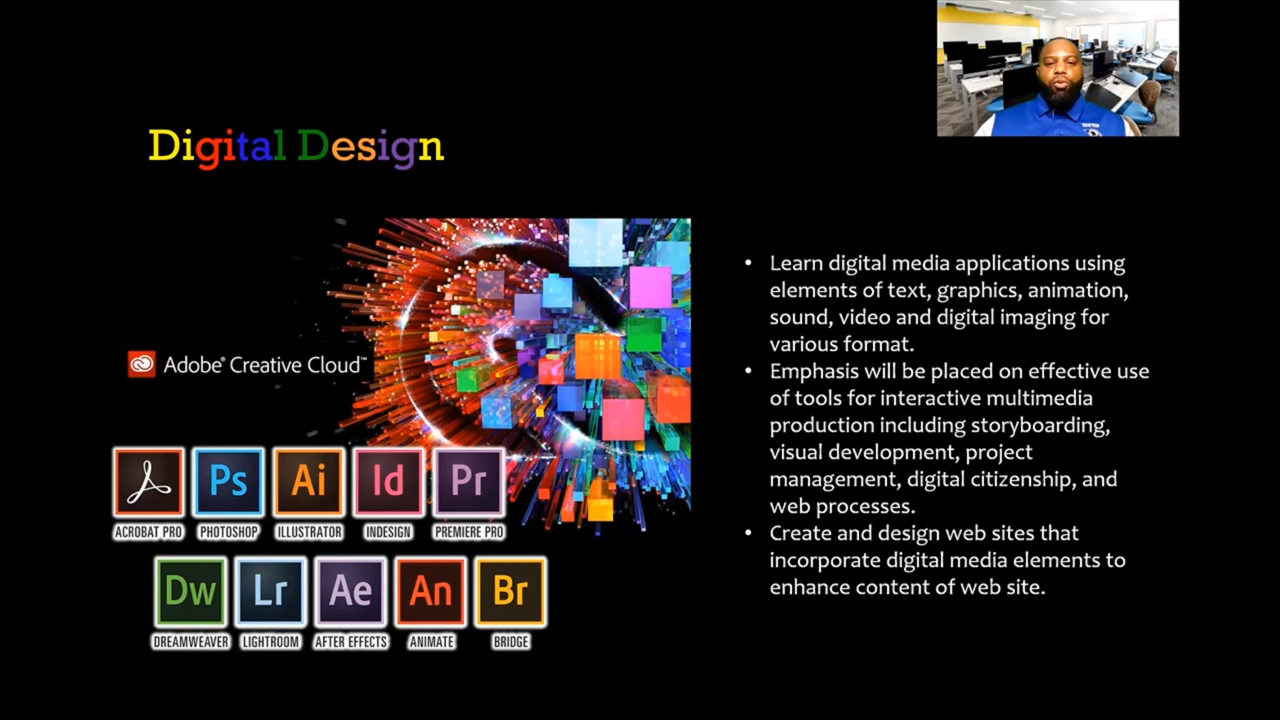 Digital Design
Adobe® Creative Cloud™
Ps
Ai
Id
Pr
ACROBAT PRO
PHOTOSHOP
ILLUSTRATOR
INDESIGN
PREMIERE PRO
Dw
Lr
Ae
An
Br
DREAMWEAVER
LIGHTROOM
AFTER EFFECTS
ANIMATE
BRIDGE
• Learn digital media applications using
elements of text, graphics, animation,
sound, video and digital imaging for
various format.
• Emphasis will be placed on effective use
of tools for interactive multimedia
production including storyboarding,
visual development, project
management, digital citizenship, and
web processes.
• Create and design web sites that
incorporate digital media elements to
enhance content of web site.